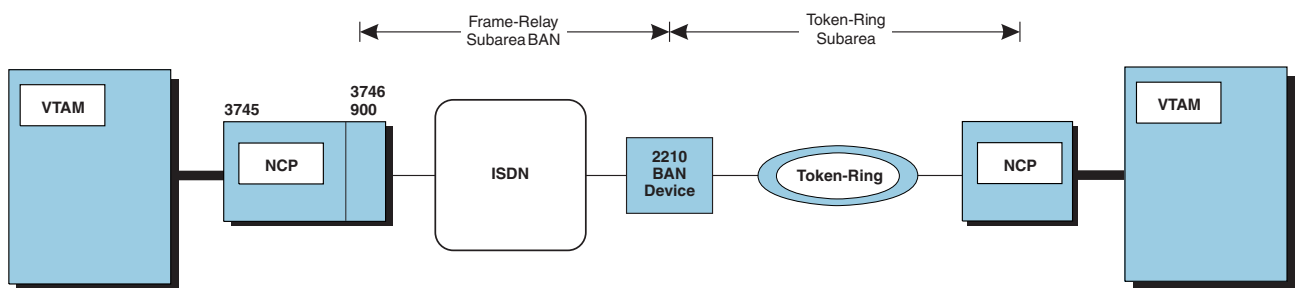 Frame-Relay
Subarea BAN
Token-Ring
Subarea
VTAM
3745
3746
900
NCP
ISDN
2210
BAN
Device
Token-Ring
NCP
VTAM